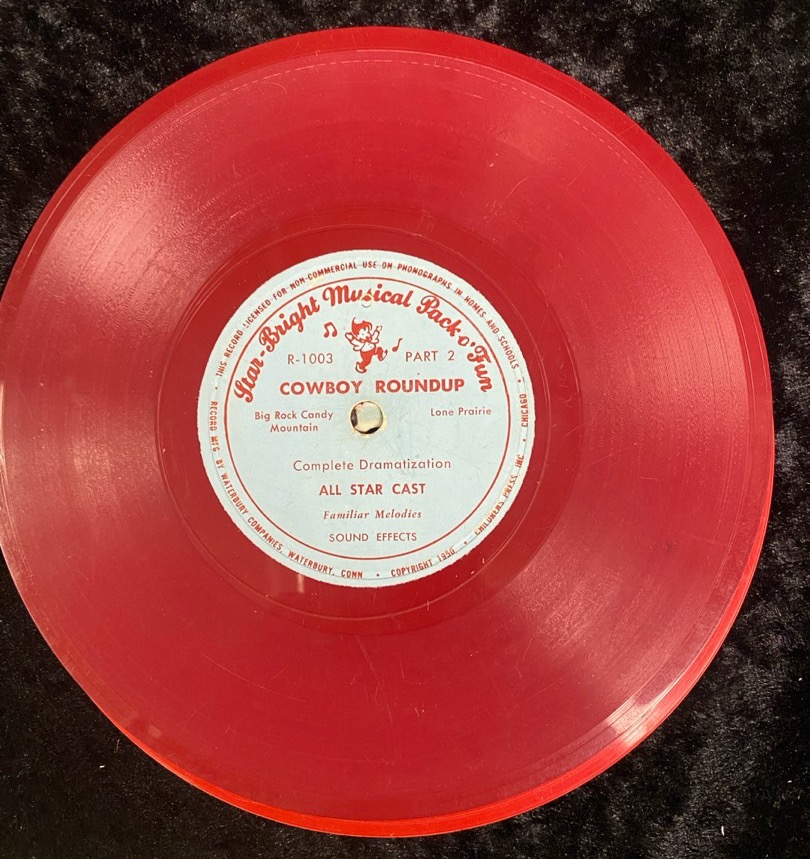 • THIS RECORD LICENSED FOR NON-COMMERCIAL USE ON PHONOGRAPHS IN HOMES AND SCHOOLS •
Star-Bright Musical Pack o' Fun
R-1003 PART 2
COWBOY ROUNDUP
Big Rock Candy Mountain
Lone Prairie
Complete Dramatization
ALL STAR CAST
Familiar Melodies
SOUND EFFECTS
RECORD MFG BY WATERBURY COMPANIES, WATERBURY, CONN • COPYRIGHT 1950 • CHILDRENS PRESS INC • CHICAGO